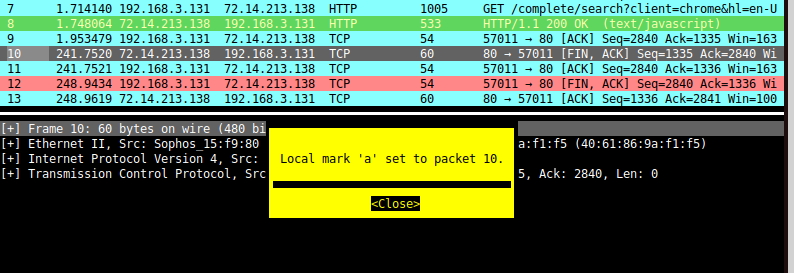 7 1.714140 192.168.3.131 72.14.213.138 HTTP 1005 GET /complete/search?client=chrome&hl=en-U
8 1.748064 72.14.213.138 192.168.3.131 HTTP 533 HTTP/1.1 200 OK (text/javascript)
9 1.953479 192.168.3.131 72.14.213.138 TCP 54 57011 → 80 [ACK] Seq=2840 Ack=1335 Win=163
10 241.7520 72.14.213.138 192.168.3.131 TCP 60 80 → 57011 [FIN, ACK] Seq=1335 Ack=2840 Wi
11 241.7521 192.168.3.131 72.14.213.138 TCP 54 57011 → 80 [ACK] Seq=2840 Ack=1336 Win=163
12 248.9434 192.168.3.131 72.14.213.138 TCP 54 57011 → 80 [FIN, ACK] Seq=2840 Ack=1336 Wi
13 248.9619 72.14.213.138 192.168.3.131 TCP 60 80 → 57011 [ACK] Seq=1336 Ack=2841 Win=100
[+] Frame 10: 60 bytes on wire (480 bi
[+] Ethernet II, Src: Sophos_15:f9:80 a:f1:f5 (40:61:86:9a:f1:f5)
[+] Internet Protocol Version 4, Src:
[+] Transmission Control Protocol, Src 5, Ack: 2840, Len: 0
Local mark 'a' set to packet 10.
<Close>